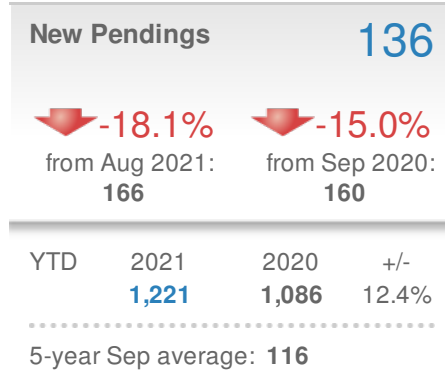 New Pendings 136
-18.1% -15.0%
from Aug 2021: from Sep 2020:
166 160
YTD 2021 2020 +/-
1,221 1,086 12.4%
5-year Sep average: 116